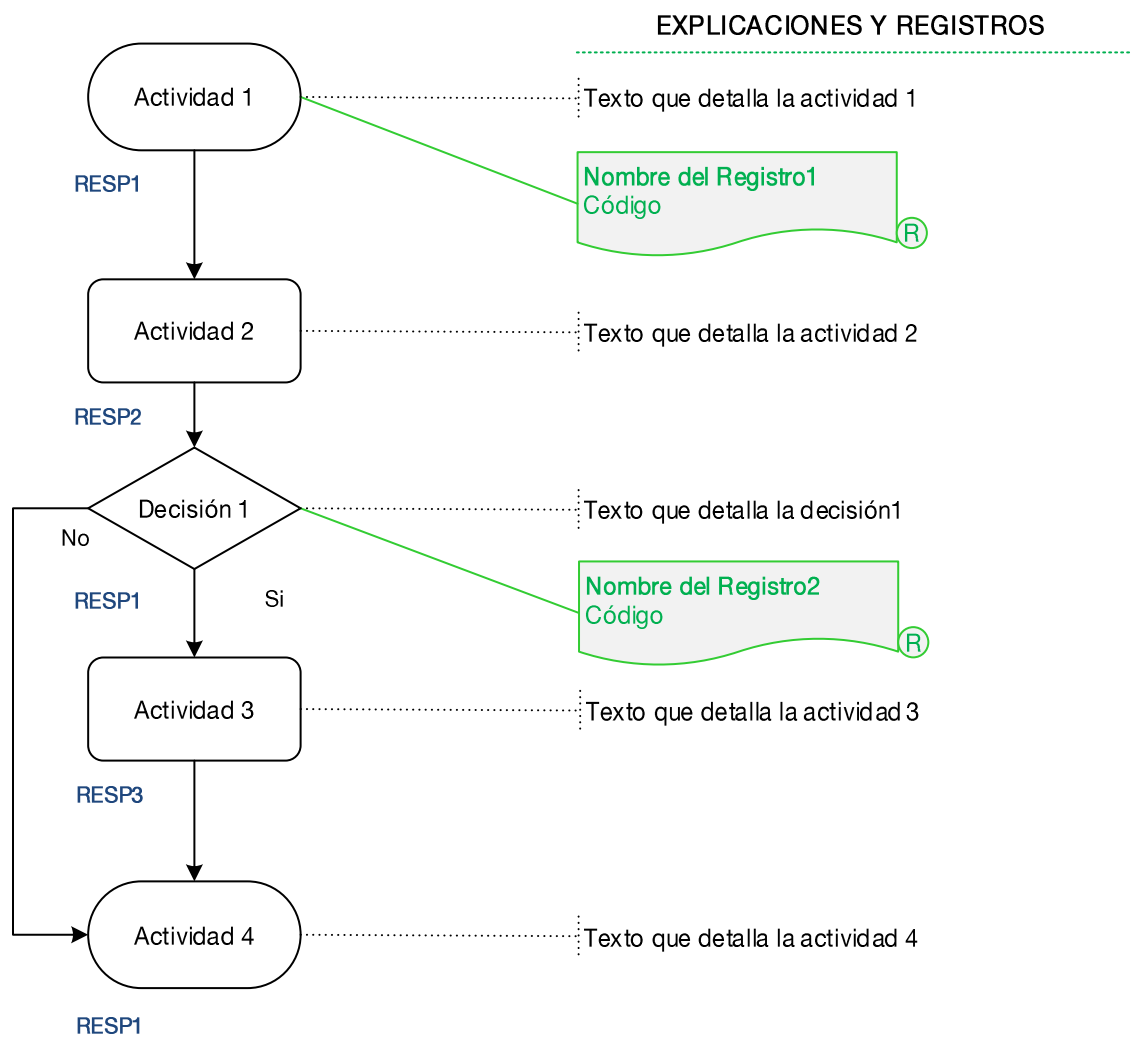 EXPLICACIONES Y REGISTROS
Actividad 1
Texto que detalla la actividad 1
RESP1
Nombre del Registro1
Código
R
Actividad 2
Texto que detalla la actividad 2
RESP2
Decisión 1
Texto que detalla la decisión1
No
RESP1
Si
Nombre del Registro2
Código
R
Actividad 3
Texto que detalla la actividad 3
RESP3
Actividad 4
Texto que detalla la actividad 4
RESP1